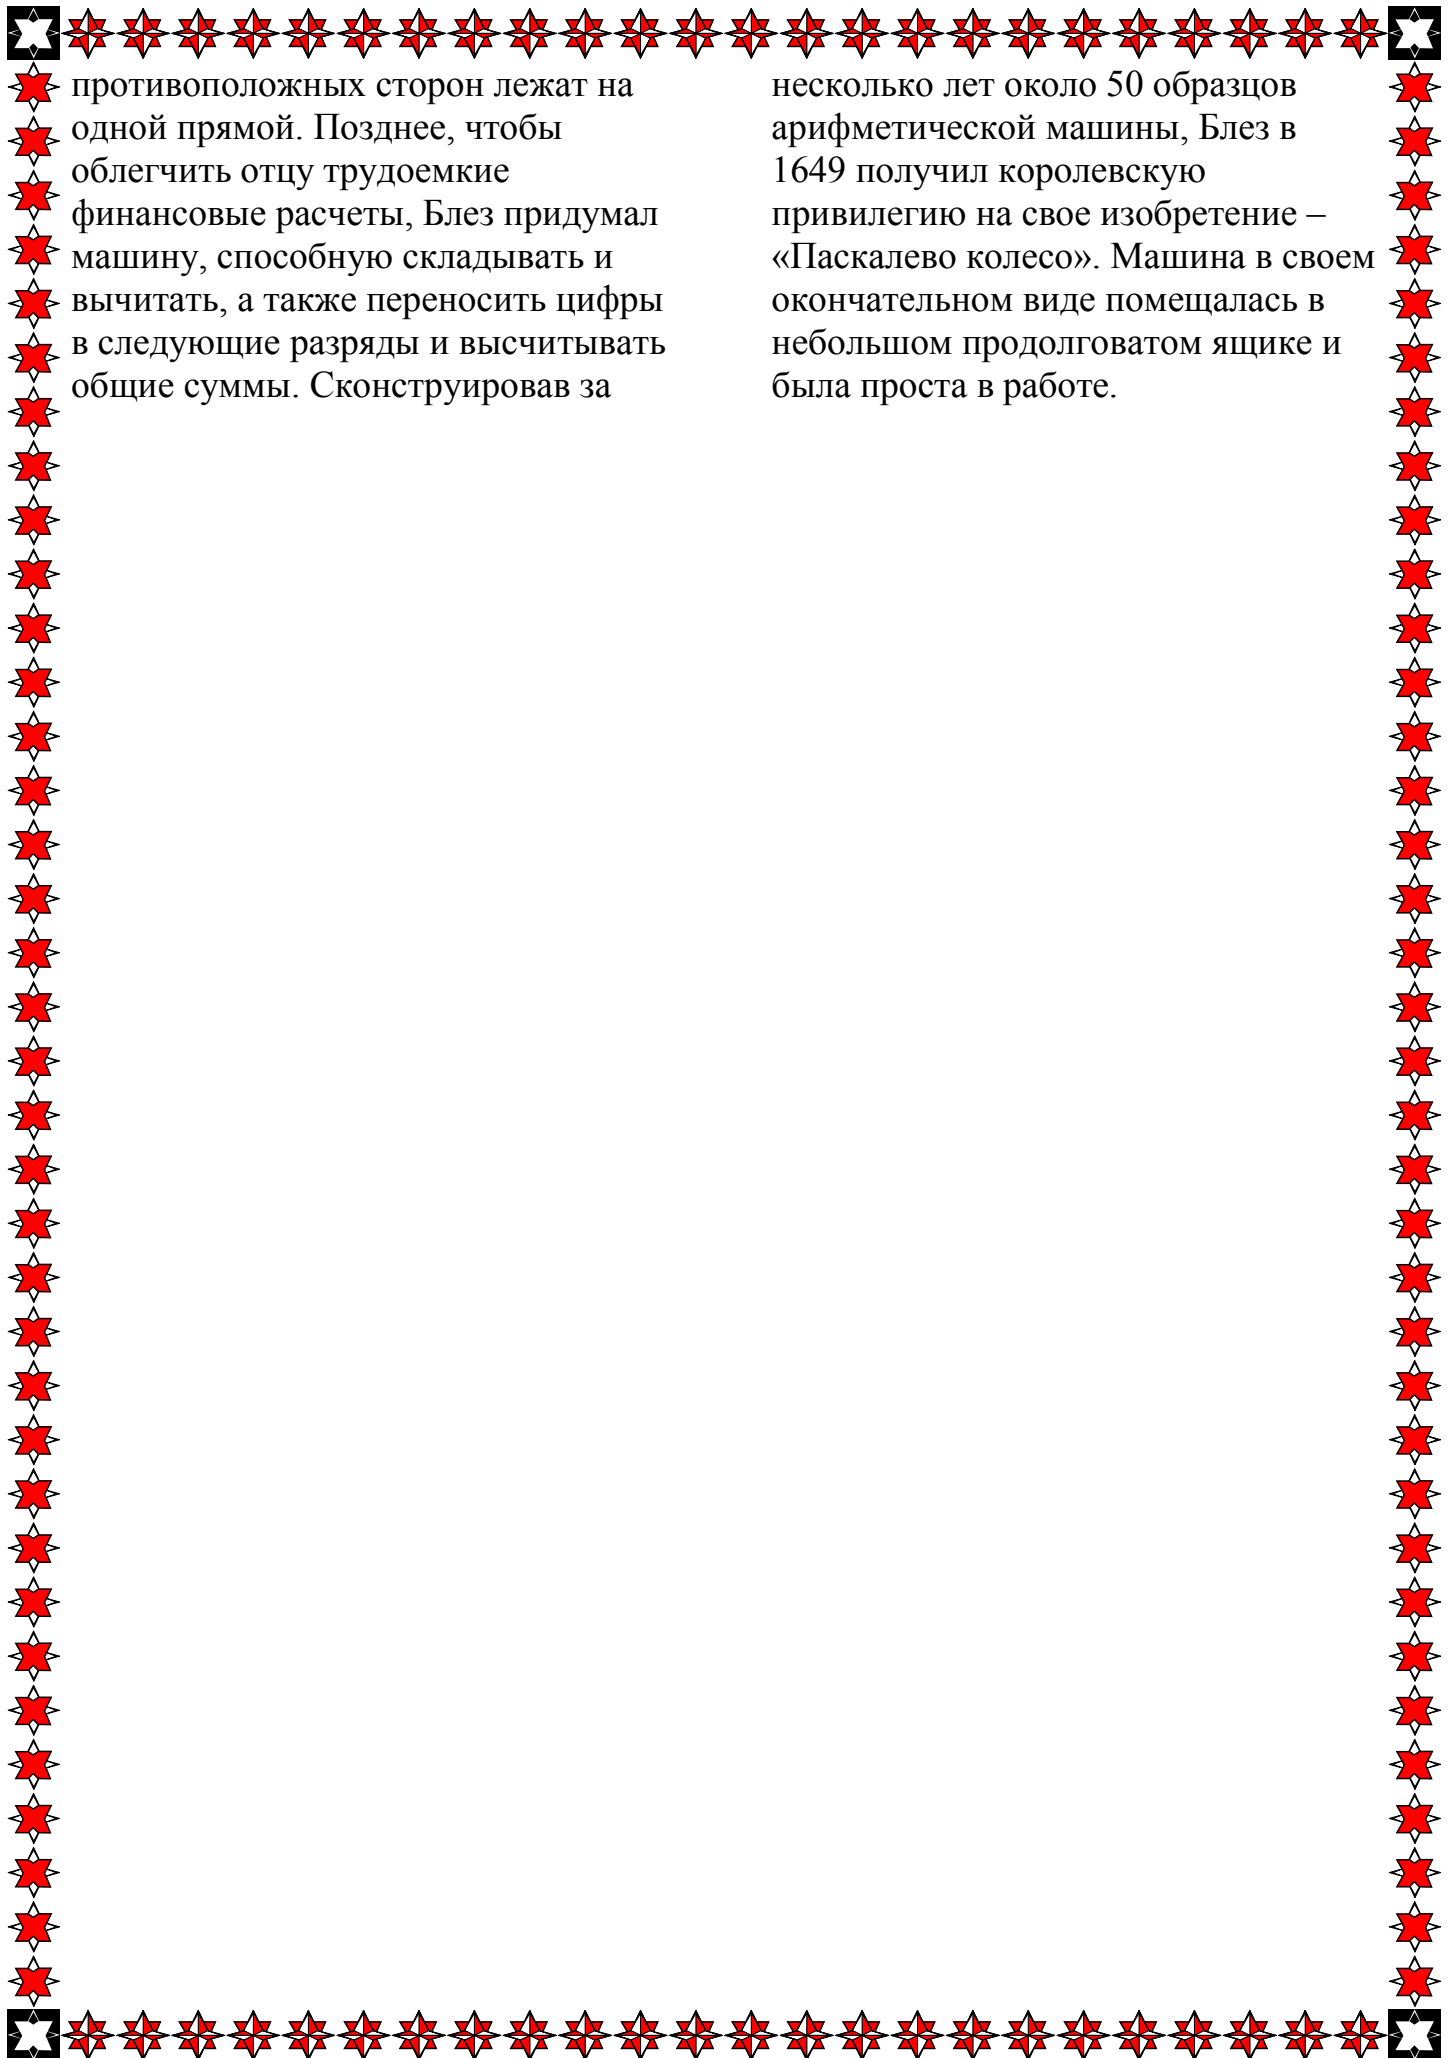 противоположных сторон лежат на
одной прямой. Позднее, чтобы
облегчить отцу трудоемкие
финансовые расчеты, Блез придумал
машину, способную складывать и
вычитать, а также переносить цифры
в следующие разряды и высчитывать
общие суммы. Сконструировав за
несколько лет около 50 образцов
арифметической машины, Блез в
1649 получил королевскую
привилегию на свое изобретение –
«Паскалево колесо». Машина в своем
окончательном виде помещалась в
небольшом продолговатом ящике и
была проста в работе.